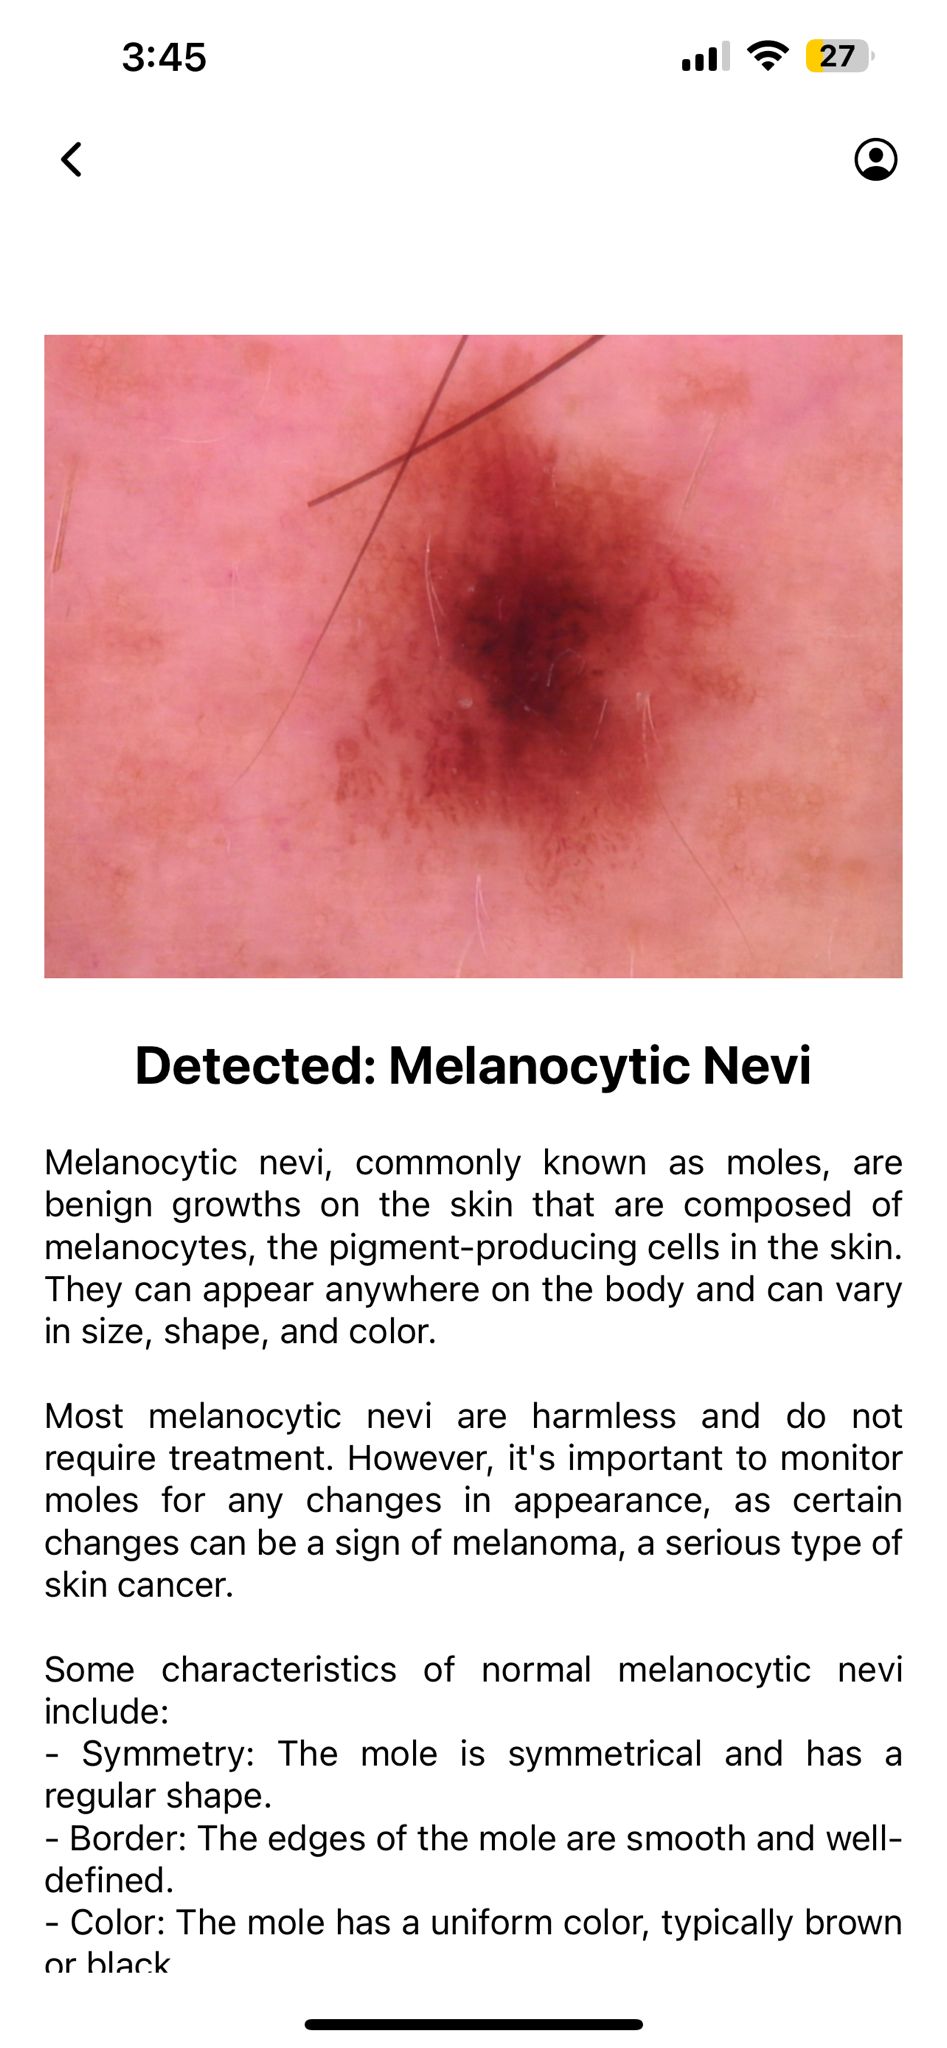 3:45
27
Detected: Melanocytic Nevi
Melanocytic nevi, commonly known as moles, are
benign growths on the skin that are composed of
melanocytes, the pigment-producing cells in the skin.
They can appear anywhere on the body and can vary
in size, shape, and color.
Most melanocytic nevi are harmless and do not
require treatment. However, it's important to monitor
moles for any changes in appearance, as certain
changes can be a sign of melanoma, a serious type of
skin cancer.
Some characteristics of normal melanocytic nevi
include:
- Symmetry: The mole is symmetrical and has a
regular shape.
- Border: The edges of the mole are smooth and well-
defined.
- Color: The mole has a uniform color, typically brown
or black